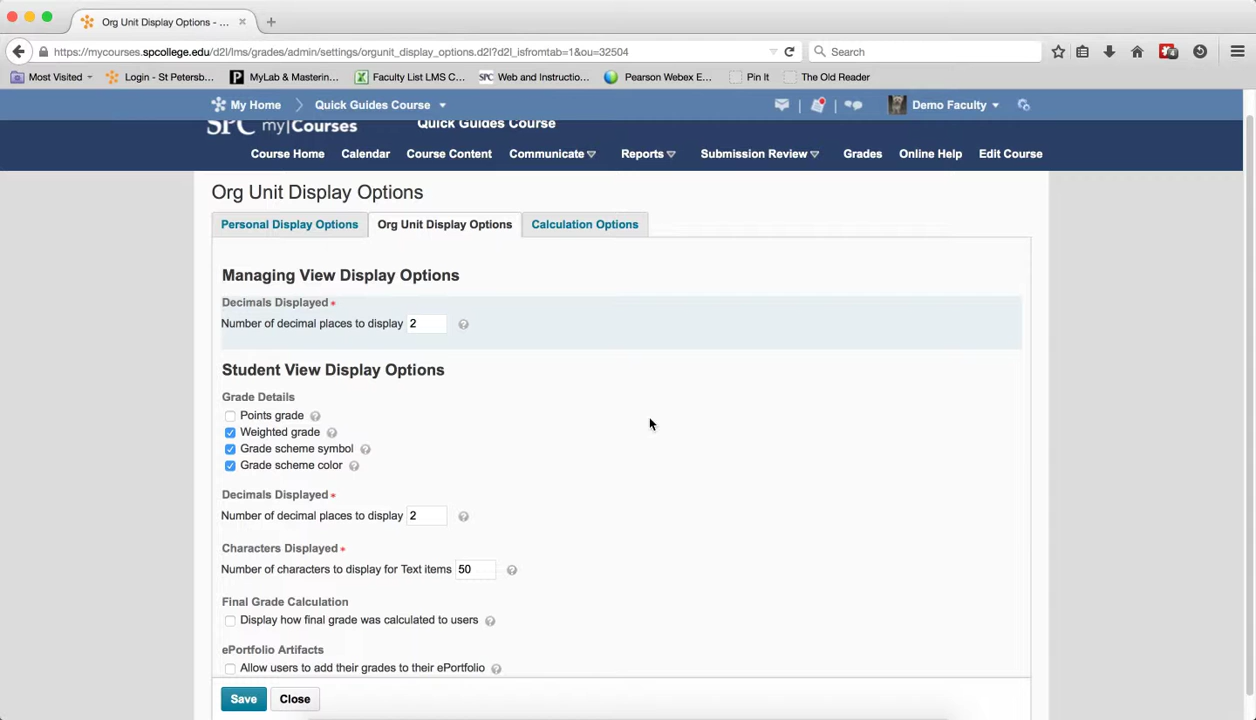 Org Unit Display Options - ...
https://mycourses.spcollege.edu/d2l/lms/grades/admin/settings/orgunit_display_options.d2l?d2l_isfromtab=1&ou=32504
Search
Most Visited
Login - St Petersb...
MyLab & Masterin...
Faculty List LMS C...
SPC Web and Instructio...
Pearson Webex E...
Pin It
The Old Reader
My Home
Quick Guides Course
Demo Faculty
SPC my|Courses
Quick Guides Course
Course Home
Calendar
Course Content
Communicate
Reports
Submission Review
Grades
Online Help
Edit Course
Org Unit Display Options
Personal Display Options
Org Unit Display Options
Calculation Options
Managing View Display Options
Decimals Displayed *
Number of decimal places to display 2
Student View Display Options
Grade Details
Points grade
Weighted grade
Grade scheme symbol
Grade scheme color
Decimals Displayed *
Number of decimal places to display 2
Characters Displayed *
Number of characters to display for Text items 50
Final Grade Calculation
Display how final grade was calculated to users
ePortfolio Artifacts
Allow users to add their grades to their ePortfolio
Save
Close